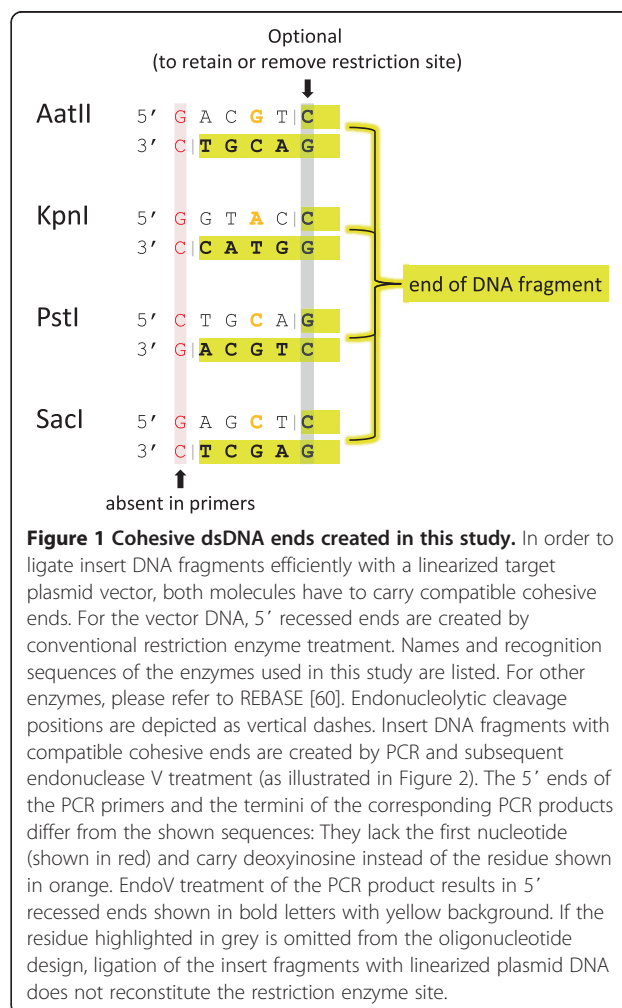 Optional
(to retain or remove restriction site)
AatII 5′ G A C G T|C
3′ C|T G C A G
KpnI 5′ G G T A C|C
3′ C|C A T G G
end of DNA fragment
PstI 5′ C T G C A|G
3′ G|A C G T C
SacI 5′ G A G C T|C
3′ C|T C G A G
absent in primers
Figure 1 Cohesive dsDNA ends created in this study. In order to
ligate insert DNA fragments efficiently with a linearized target
plasmid vector, both molecules have to carry compatible cohesive
ends. For the vector DNA, 5′ recessed ends are created by
conventional restriction enzyme treatment. Names and recognition
sequences of the enzymes used in this study are listed. For other
enzymes, please refer to REBASE [60]. Endonucleolytic cleavage
positions are depicted as vertical dashes. Insert DNA fragments with
compatible cohesive ends are created by PCR and subsequent
endonuclease V treatment (as illustrated in Figure 2). The 5′ ends of
the PCR primers and the termini of the corresponding PCR products
differ from the shown sequences: They lack the first nucleotide
(shown in red) and carry deoxyinosine instead of the residue shown
in orange. EndoV treatment of the PCR product results in 5′
recessed ends shown in bold letters with yellow background. If the
residue highlighted in grey is omitted from the oligonucleotide
design, ligation of the insert fragments with linearized plasmid DNA
does not reconstitute the restriction enzyme site.